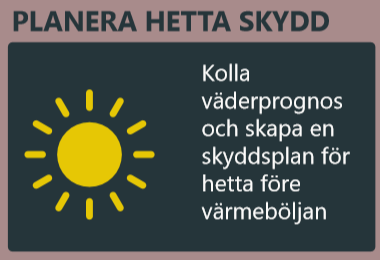 PLANERA HETTA SKYDD
Kolla
väderprognos
och skapa en
skyddsplan för
hetta före
värmeböljan